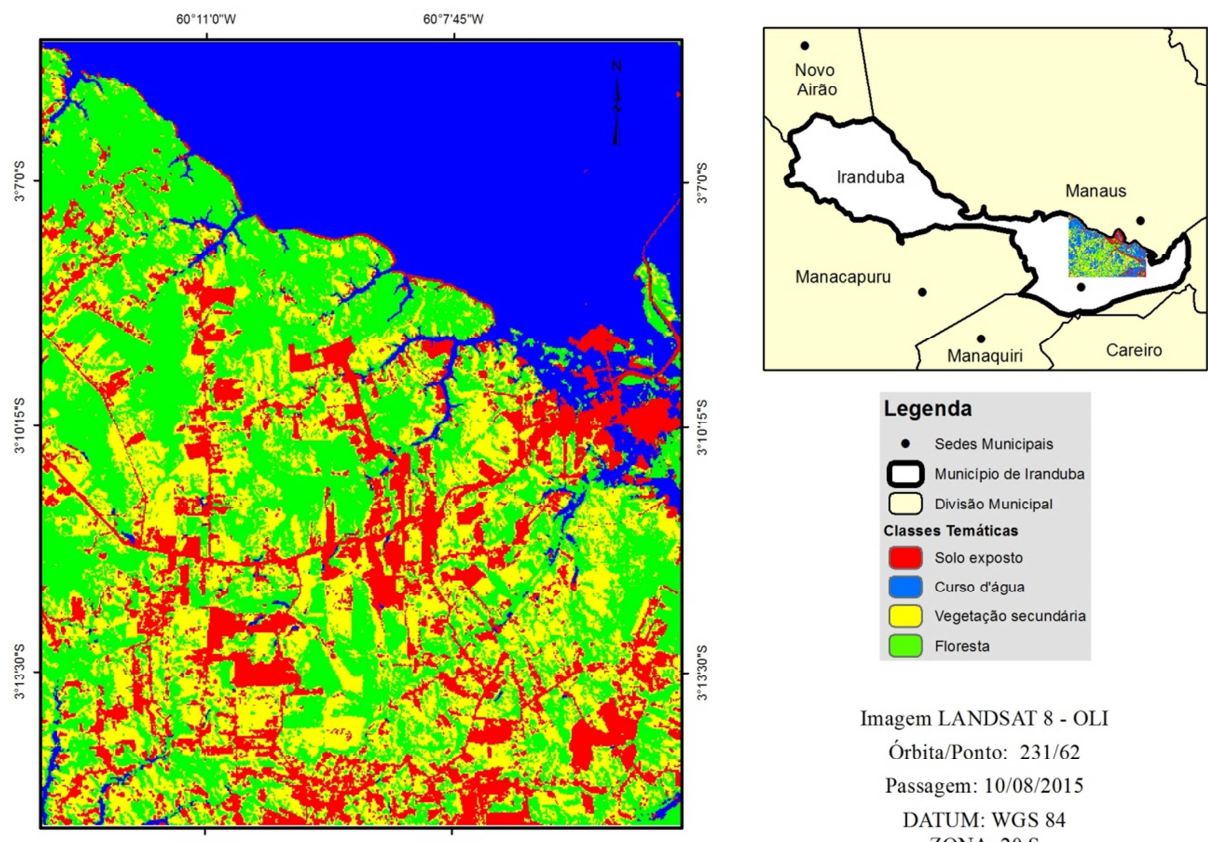 60°11'0"W
60°7'45"W
N
3°7'0"S
3°7'0"S
3°10'15"S
3°10'15"S
3°13'30"S
3°13'30"S
Novo
Airão
Iranduba
Manaus
Manacapuru
Manaquiri
Careiro
Legenda
Sedes Municipais
Município de Iranduba
Divisão Municipal
Classes Temáticas
Solo exposto
Curso d'água
Vegetação secundária
Floresta
Imagem LANDSAT 8 - OLI
Órbita/Ponto: 231/62
Passagem: 10/08/2015
DATUM: WGS 84
ZONA: 20 S